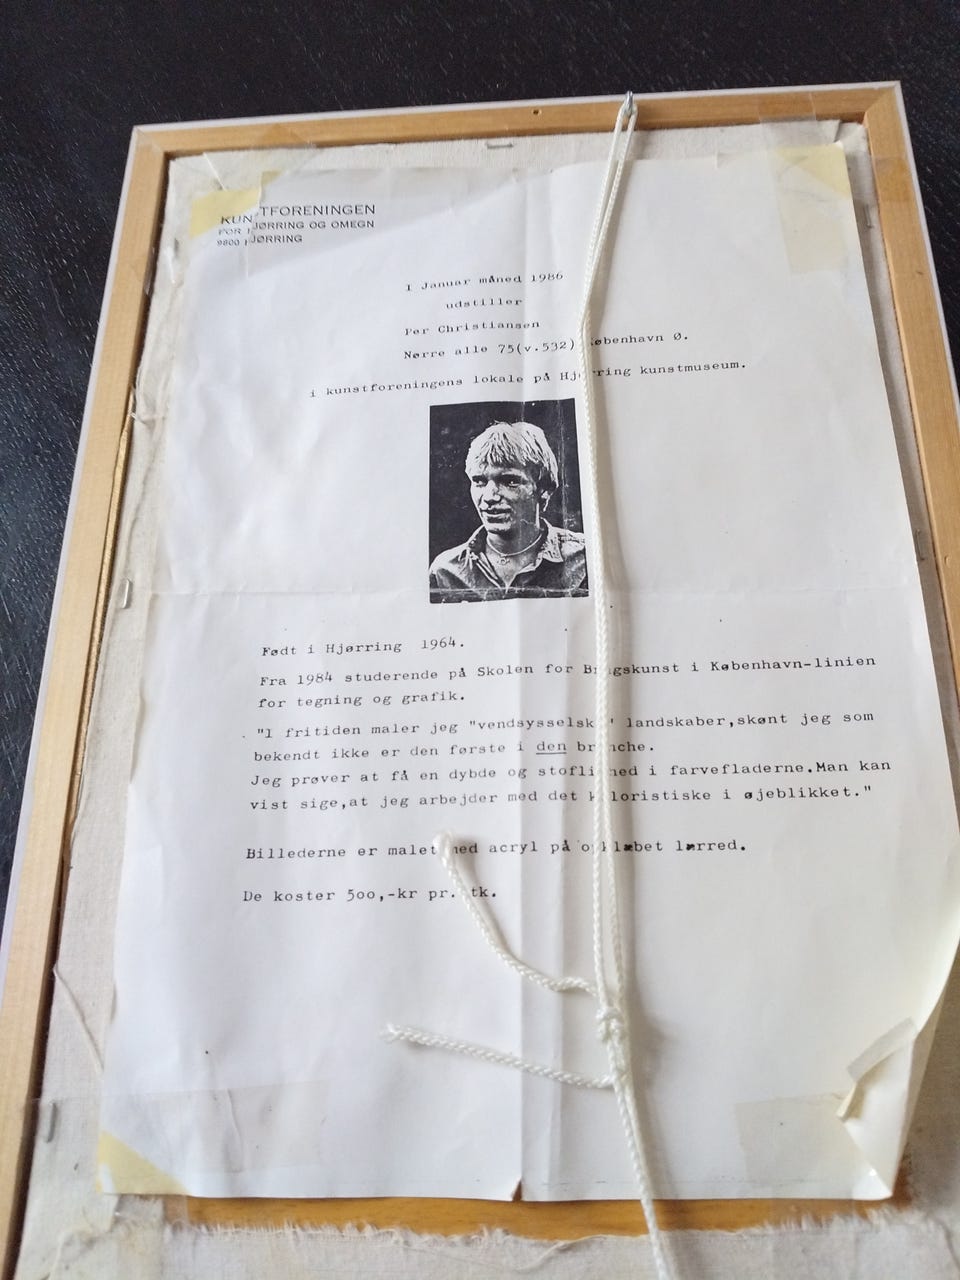 KUNSTFORENINGEN
FOR HJØRRING OG OMEGN
9800 HJØRRING
I Januar måned 1986
udstiller
Per Christiansen
Nørre alle 75(v.532) København Ø.
i kunstforeningens lokale på Hjørring kunstmuseum.
Født i Hjørring 1964.
Fra 1984 studerende på Skolen for Brugskunst i København-linien
for tegning og grafik.
"I fritiden maler jeg "vendsysselsk" landskaber,skønt jeg som
bekendt ikke er den første i den branche.
Jeg prøver at få en dybde og stoflighed i farvefladerne.Man kan
vist sige,at jeg arbejder med det koloristiske i øjeblikket."
Billederne er malet med acryl på opklæbet lærred.
De koster 5oo,-kr pr. stk.